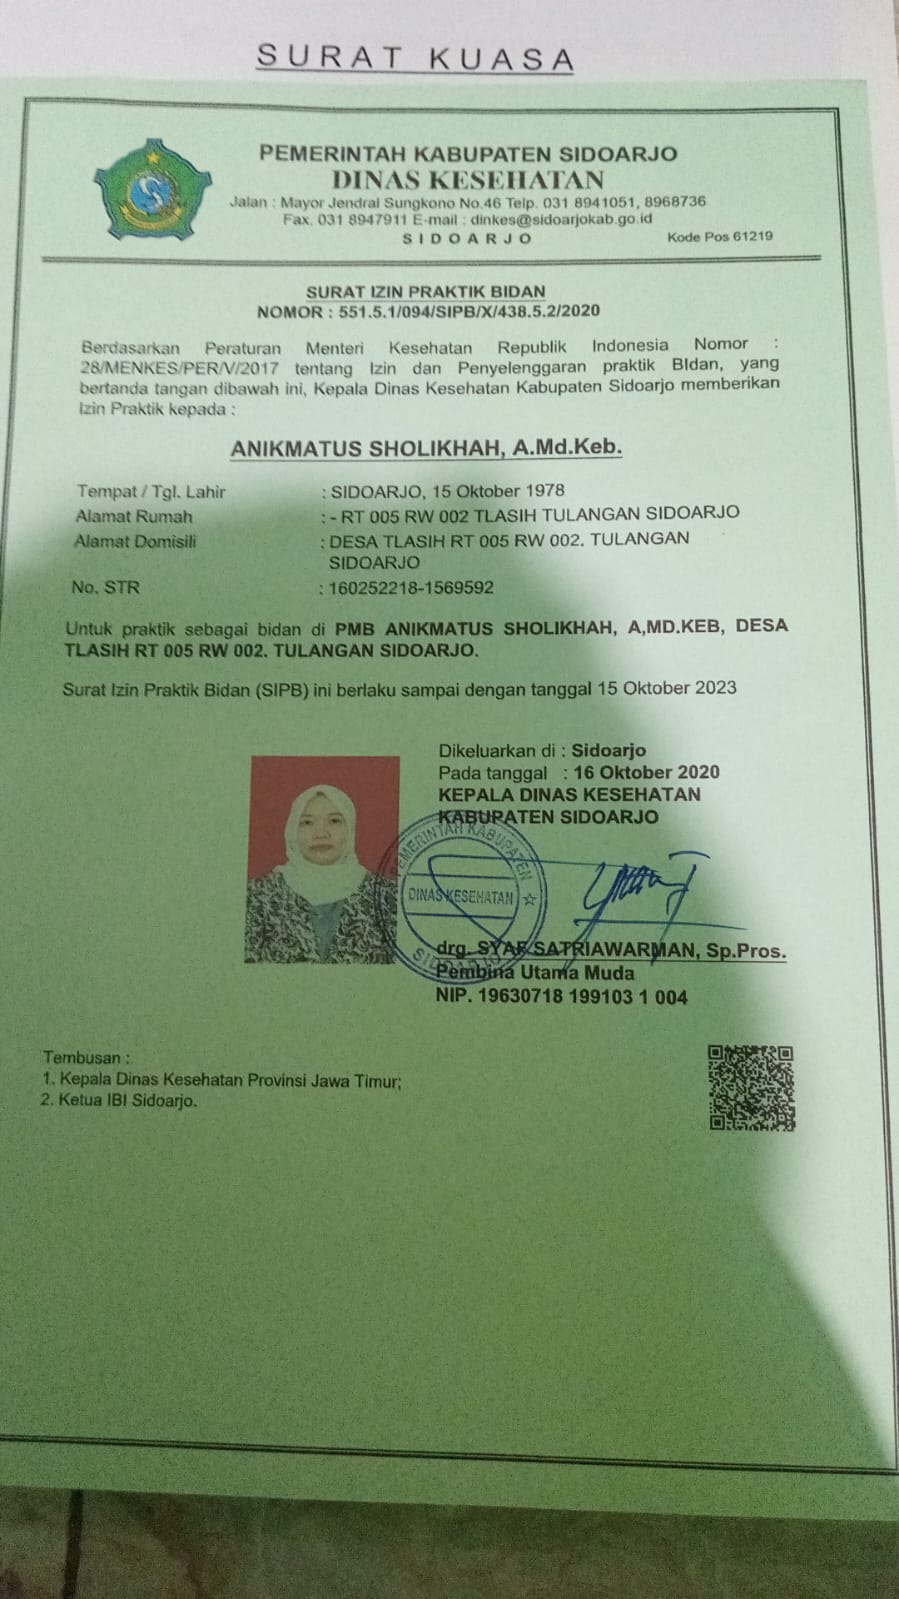 SURAT KUASA
PEMERINTAH KABUPATEN SIDOARJO
DINAS KESEHATAN
Jalan : Mayor Jendral Sungkono No.46 Telp. 031 8941051, 8968736
Fax. 031 8947911 E-mail : dinkes@sidoarjokab.go.id
SIDOARJO
Kode Pos 61219
SURAT IZIN PRAKTIK BIDAN
NOMOR : 551.5.1/094/SIPB/X/438.5.2/2020
Berdasarkan Peraturan Menteri Kesehatan Republik Indonesia Nomor :
28/MENKES/PER/V/2017 tentang Izin dan Penyelenggaran praktik BIdan, yang
bertanda tangan dibawah ini, Kepala Dinas Kesehatan Kabupaten Sidoarjo memberikan
Izin Praktik kepada :
ANIKMATUS SHOLIKHAH, A.Md.Keb.
Tempat / Tgl. Lahir : SIDOARJO, 15 Oktober 1978
Alamat Rumah : - RT 005 RW 002 TLASIH TULANGAN SIDOARJO
Alamat Domisili : DESA TLASIH RT 005 RW 002. TULANGAN
SIDOARJO
No. STR : 160252218-1569592
Untuk praktik sebagai bidan di PMB ANIKMATUS SHOLIKHAH, A,MD.KEB, DESA
TLASIH RT 005 RW 002. TULANGAN SIDOARJO.
Surat Izin Praktik Bidan (SIPB) ini berlaku sampai dengan tanggal 15 Oktober 2023
Dikeluarkan di : Sidoarjo
Pada tanggal : 16 Oktober 2020
KEPALA DINAS KESEHATAN
KABUPATEN SIDOARJO
PEMERINTAH KABUPATEN
DINAS KESEHATAN
SIDOARJO
drg. SYAF SATRIAWARMAN, Sp.Pros.
Pembina Utama Muda
NIP. 19630718 199103 1 004
Tembusan :
1. Kepala Dinas Kesehatan Provinsi Jawa Timur;
2. Ketua IBI Sidoarjo.